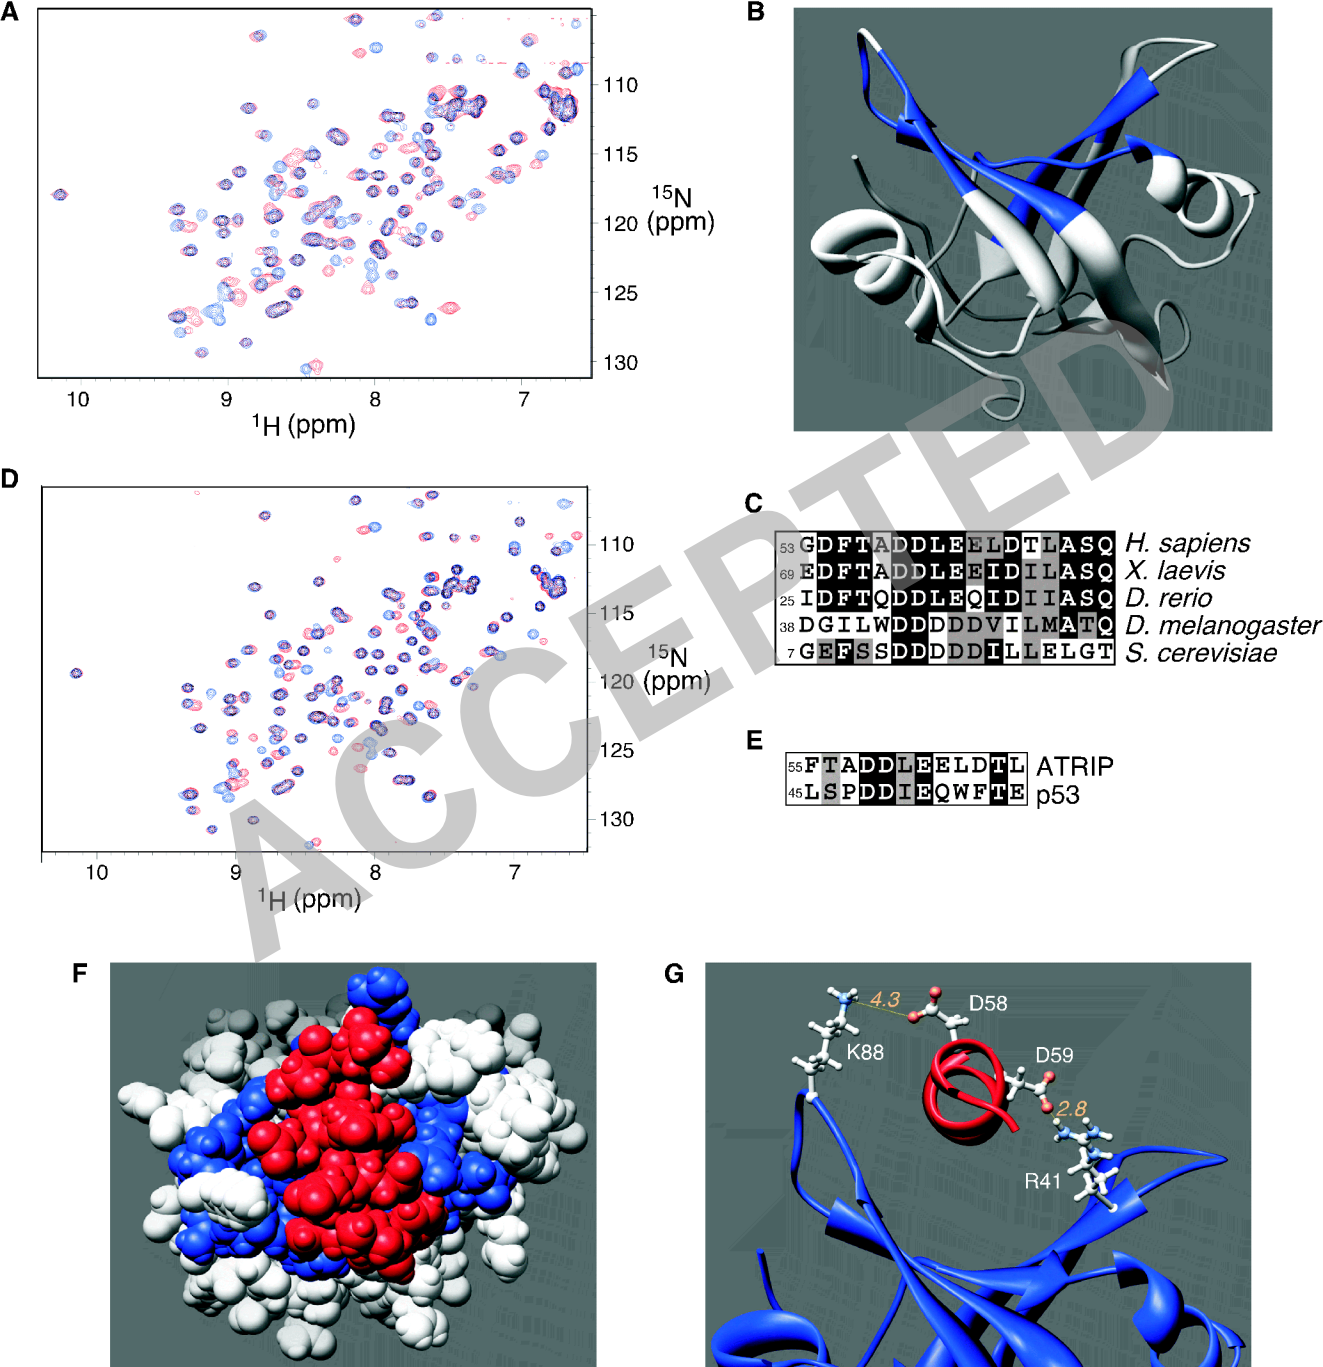 A
110
115
120
125
130
15N
(ppm)
10 9 8 7
1H (ppm)
B
D
110
115
120
125
130
15N
(ppm)
10 9 8 7
1H (ppm)
C
53 GDFTADDLEELDTLASQ H. sapiens
69 EDFTADDLEEIDILASQ X. laevis
25 IDFTQDDLEQIDIIASQ D. rerio
38 DGILWDDDDDVILMATQ D. melanogaster
7 GEFSSDDDDDILLELGT S. cerevisiae
E
55 FTADDLEELDTL ATRIP
45 LSPDDIEQWFTE p53
ACCEPTED
F
G
4.3
D58
K88
D59
2.8
R41